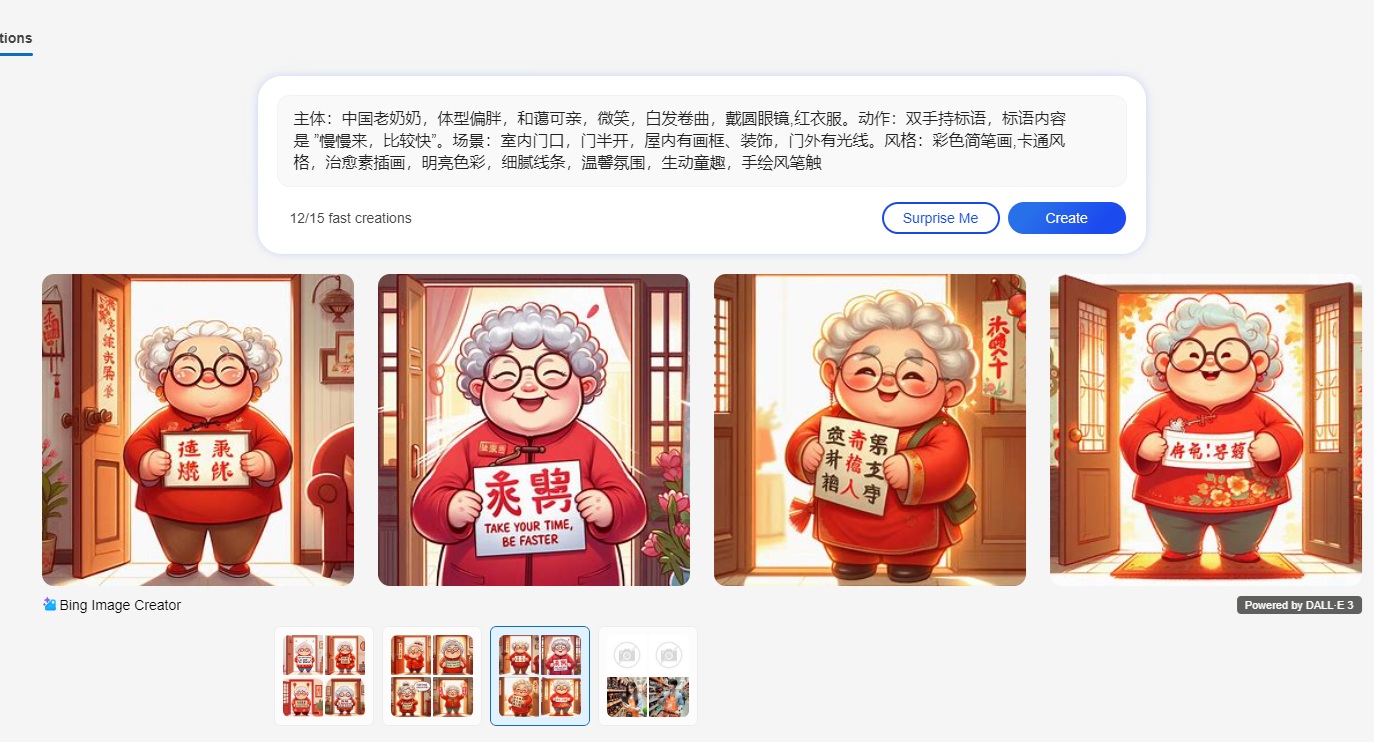 tions
主体：中国老奶奶，体型偏胖，和蔼可亲，微笑，白发卷曲，戴圆眼镜,红衣服。动作：双手持标语，标语内容
是 ”慢慢来，比较快”。场景：室内门口，门半开，屋内有画框、装饰，门外有光线。风格：彩色简笔画,卡通风
格，治愈素插画，明亮色彩，细腻线条，温馨氛围，生动童趣，手绘风笔触
12/15 fast creations
Surprise Me
Create
TAKE YOUR TIME,
BE FASTER
Bing Image Creator
Powered by DALL·E 3